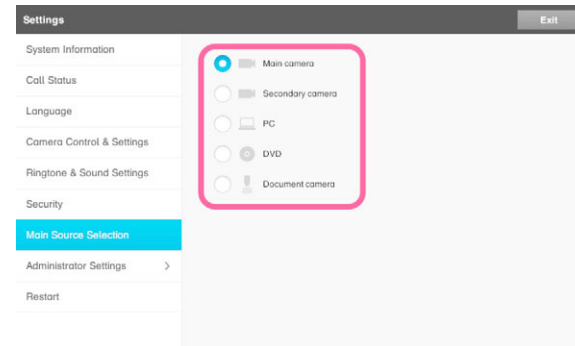 Settings
Exit
System Information
Call Status
Language
Camera Control & Settings
Ringtone & Sound Settings
Security
Main Source Selection
Administrator Settings
Restart
Main camera
Secondary camera
PC
DVD
Document camera